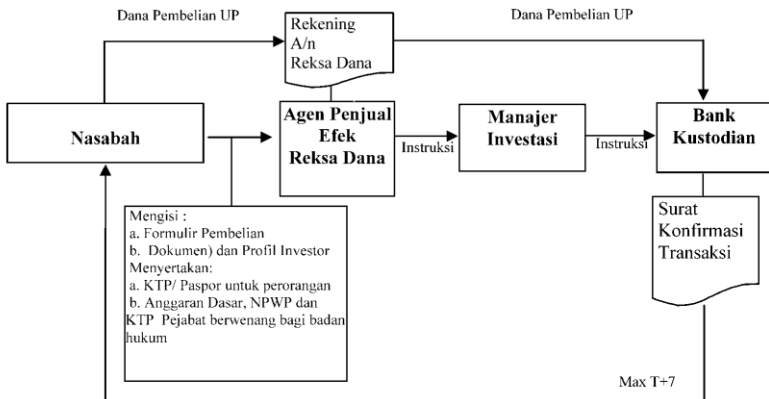 Dana Pembelian UP
Dana Pembelian UP
Rekening
A/n
Reksa Dana
Nasabah
Agen Penjual
Efek
Reksa Dana
Instruksi
Manajer
Investasi
Instruksi
Bank
Kustodian
Mengisi :
a. Formulir Pembelian
b. Dokumen) dan Profil Investor
Menyertakan:
a. KTP/ Paspor untuk perorangan
b. Anggaran Dasar, NPWP dan
KTP Pejabat berwenang bagi badan
hukum
Surat
Konfirmasi
Transaksi
Max T+7